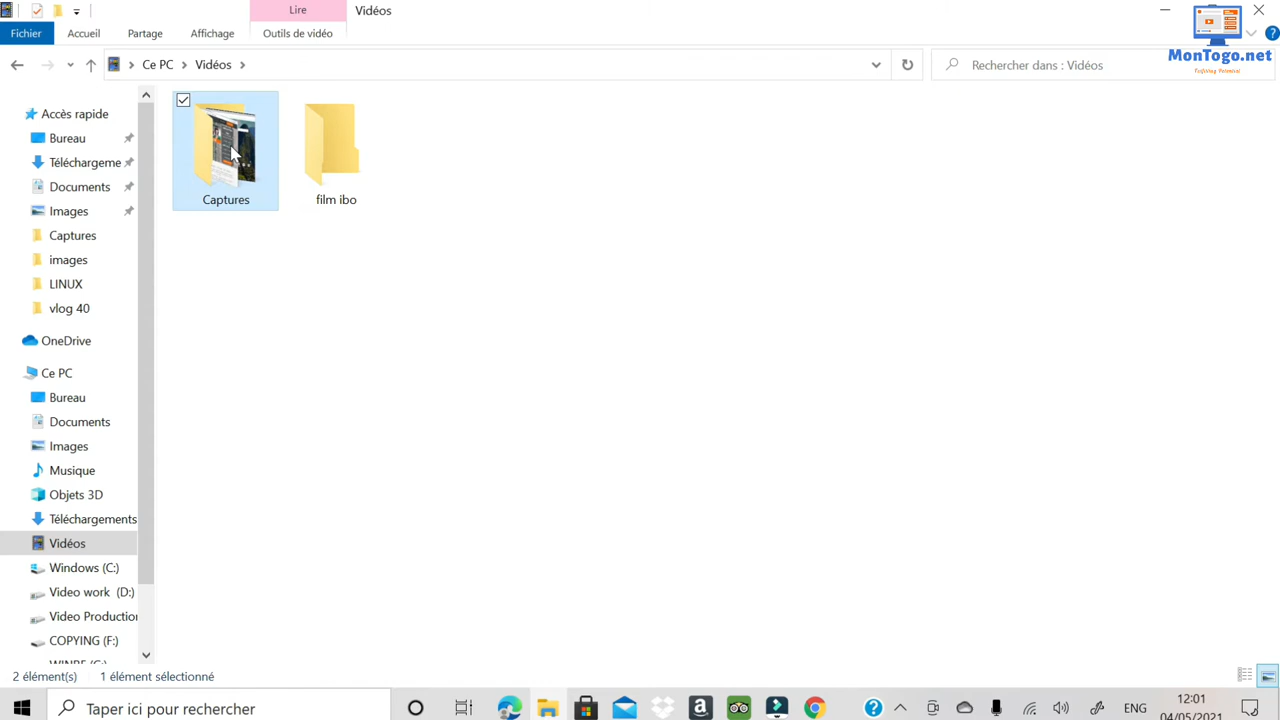 Lire
Vidéos
Fichier
Accueil
Partage
Affichage
Outils de vidéo
MonTogo.net
Ce PC
Vidéos
Rechercher dans : Vidéos
Accès rapide
Bureau
Téléchargeme
Documents
Images
Captures
images
LINUX
vlog 40
OneDrive
Ce PC
Bureau
Documents
Images
Musique
Objets 3D
Téléchargements
Vidéos
Windows (C:)
Video work (D:)
Video Production
COPYING (F:)
Captures
film ibo
2 élément(s)
1 élément sélectionné
Taper ici pour rechercher
ENG
12:01
04/05/2021